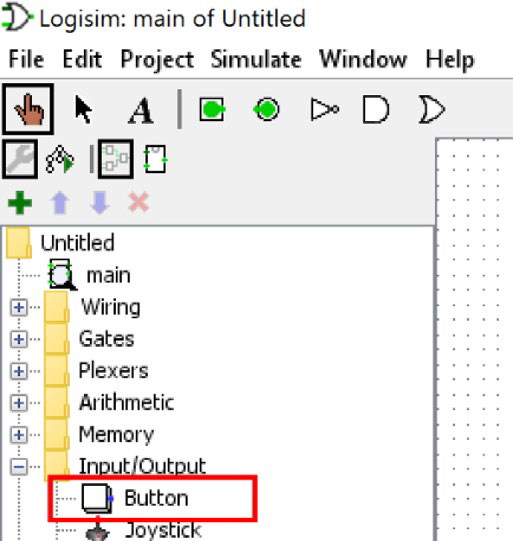 Logisim: main of Untitled
File Edit Project Simulate Window Help
A
Untitled
main
Wiring
Gates
Plexers
Arithmetic
Memory
Input/Output
Button
Joystick